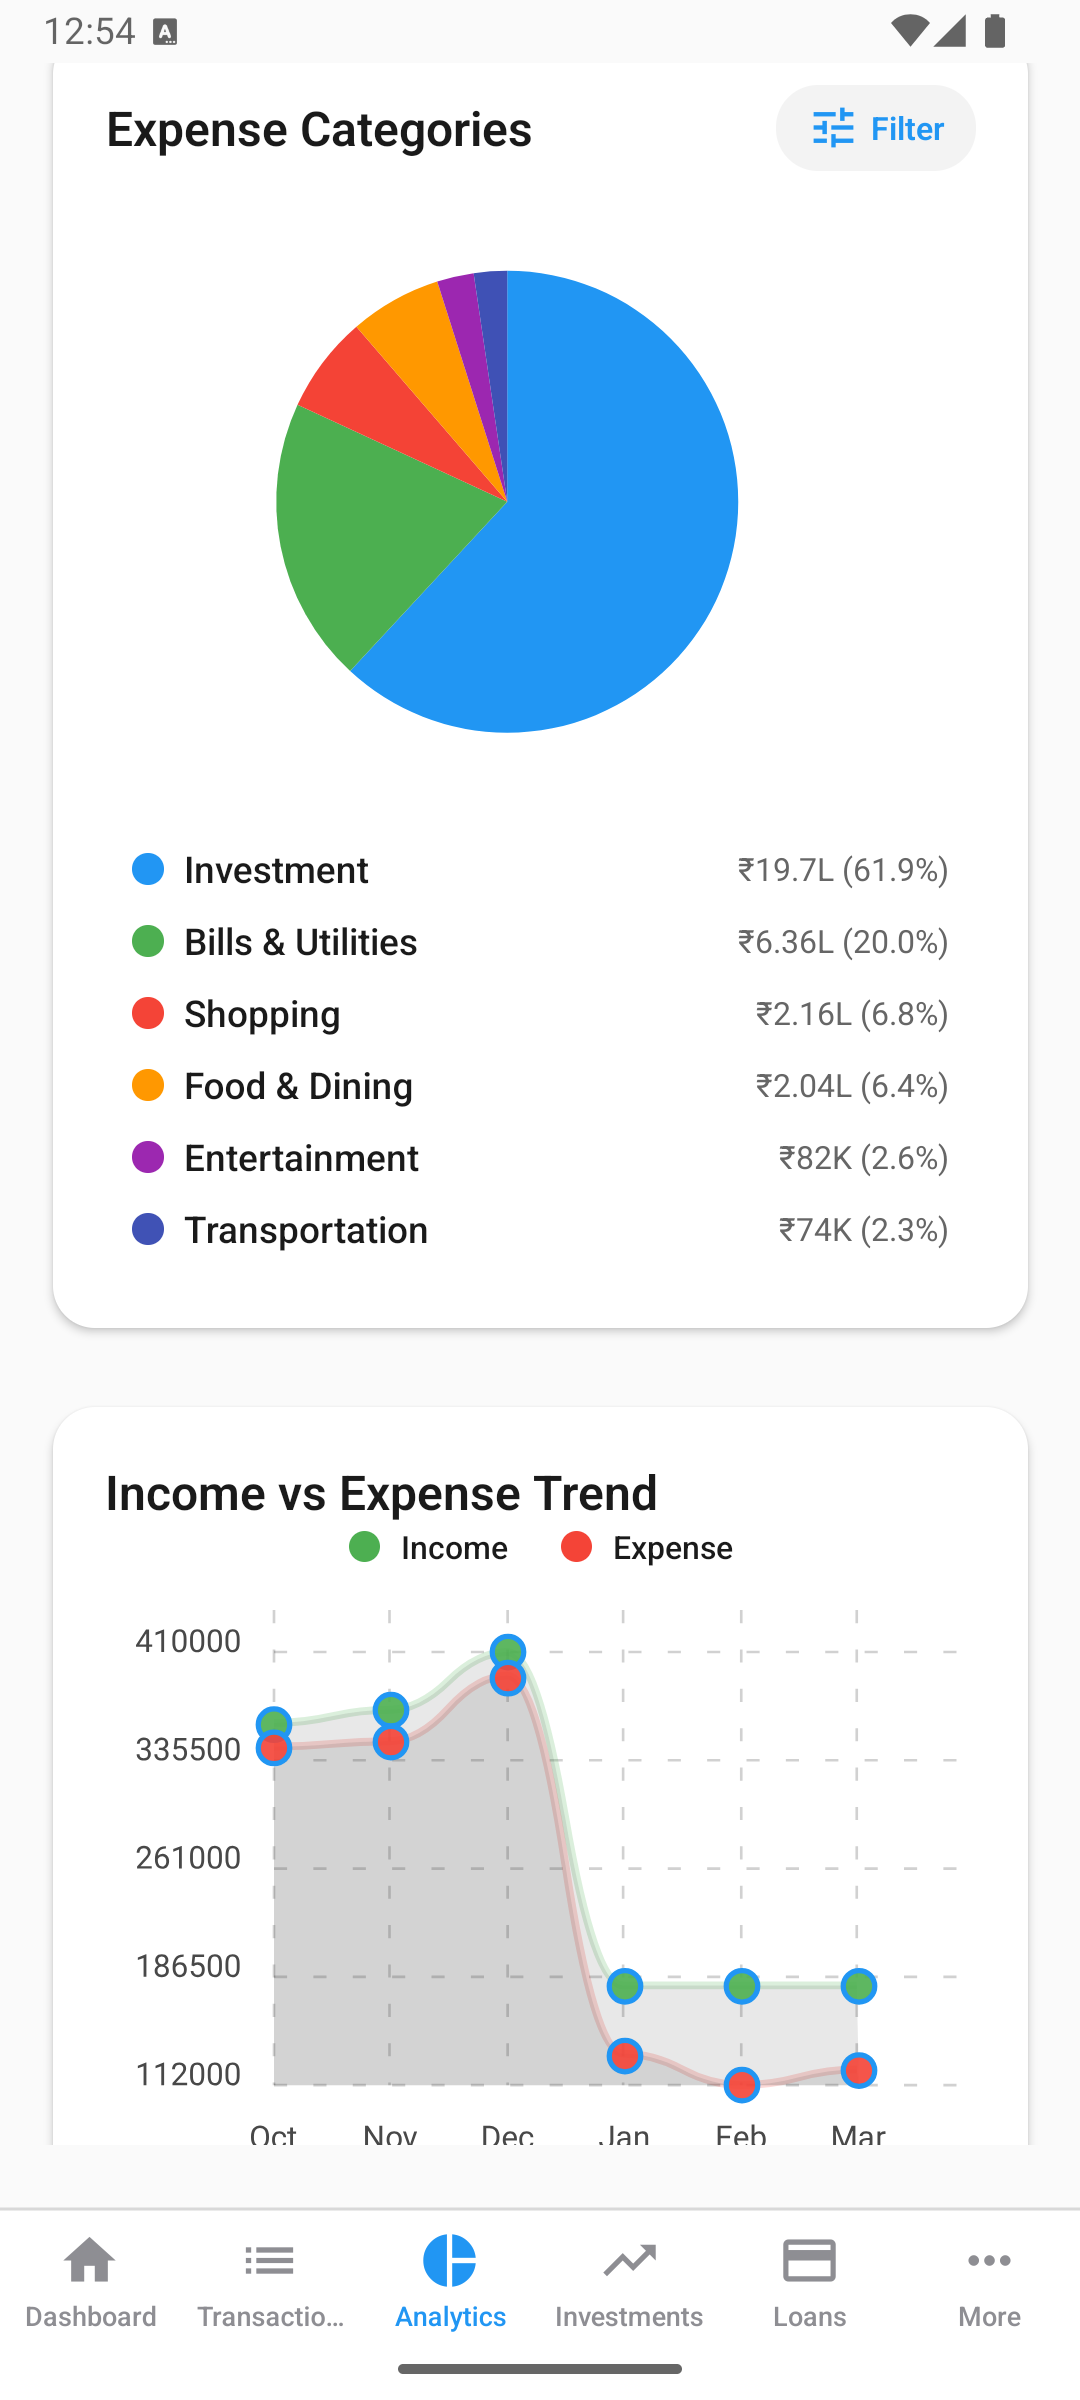 12:54
Expense Categories
Filter
Investment ₹19.7L (61.9%)
Bills & Utilities ₹6.36L (20.0%)
Shopping ₹2.16L (6.8%)
Food & Dining ₹2.04L (6.4%)
Entertainment ₹82K (2.6%)
Transportation ₹74K (2.3%)
Income vs Expense Trend
Income Expense
410000
335500
261000
186500
112000
Oct Nov Dec Jan Feb Mar
Dashboard Transactio... Analytics Investments Loans More